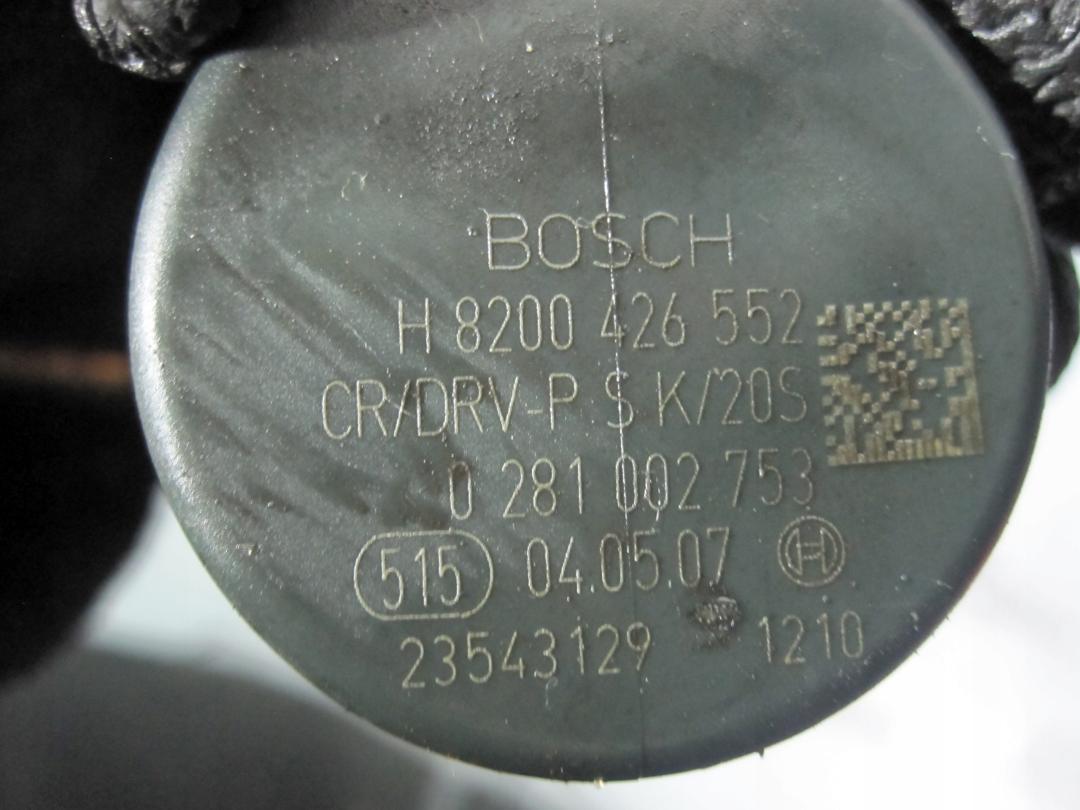 BOSCH
H 8200 426 552
CR/DRV-P S K/20S
0 281 002 753
515 04.05.07 H
23543129 1210